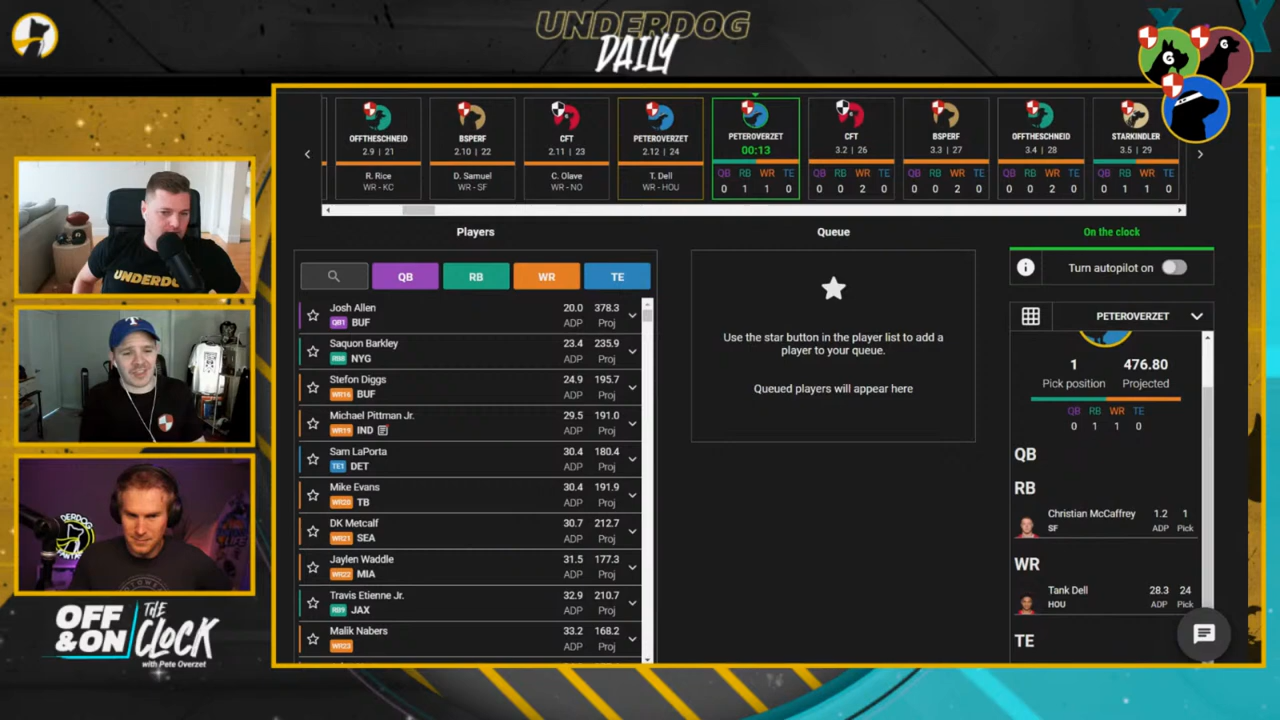 UNDERDOG
DAILY
OFFTHESCHNEID
2.9 | 21
R. Rice
WR - KC
BSPERF
2.10 | 22
D. Samuel
WR - SF
CFT
2.11 | 23
C. Olave
WR - NO
PETEROVERZET
2.12 | 24
T. Dell
WR - HOU
PETEROVERZET
00:13
QB RB WR TE
0 1 1 0
CFT
3.2 | 26
QB RB WR TE
0 0 2 0
BSPERF
3.3 | 27
QB RB WR TE
0 0 2 0
OFFTHESCHNEID
3.4 | 28
QB RB WR TE
0 0 2 0
STARKINDLER
3.5 | 29
QB RB WR TE
0 1 1 0
Players
QB RB WR TE
Josh Allen 20.0 378.3
QB1 BUF ADP Proj
Saquon Barkley 23.4 235.9
RB8 NYG ADP Proj
Stefon Diggs 24.9 195.7
WR16 BUF ADP Proj
Michael Pittman Jr. 29.5 191.0
WR19 IND ADP Proj
Sam LaPorta 30.4 180.4
TE1 DET ADP Proj
Mike Evans 30.4 191.9
WR20 TB ADP Proj
DK Metcalf 30.7 212.7
WR21 SEA ADP Proj
Jaylen Waddle 31.5 177.3
WR22 MIA ADP Proj
Travis Etienne Jr. 32.9 210.7
RB9 JAX ADP Proj
Malik Nabers 33.2 168.2
WR23 ADP Proj
Queue
Use the star button in the player list to add a
player to your queue.
Queued players will appear here
On the clock
Turn autopilot on
PETEROVERZET
1 476.80
Pick position Projected
QB RB WR TE
0 1 1 0
QB
RB
Christian McCaffrey 1.2 1
SF ADP Pick
WR
Tank Dell 28.3 24
HOU ADP Pick
TE
UNDERDOG
OFF
&ON
THE
CLOCK
with Pete Overzet